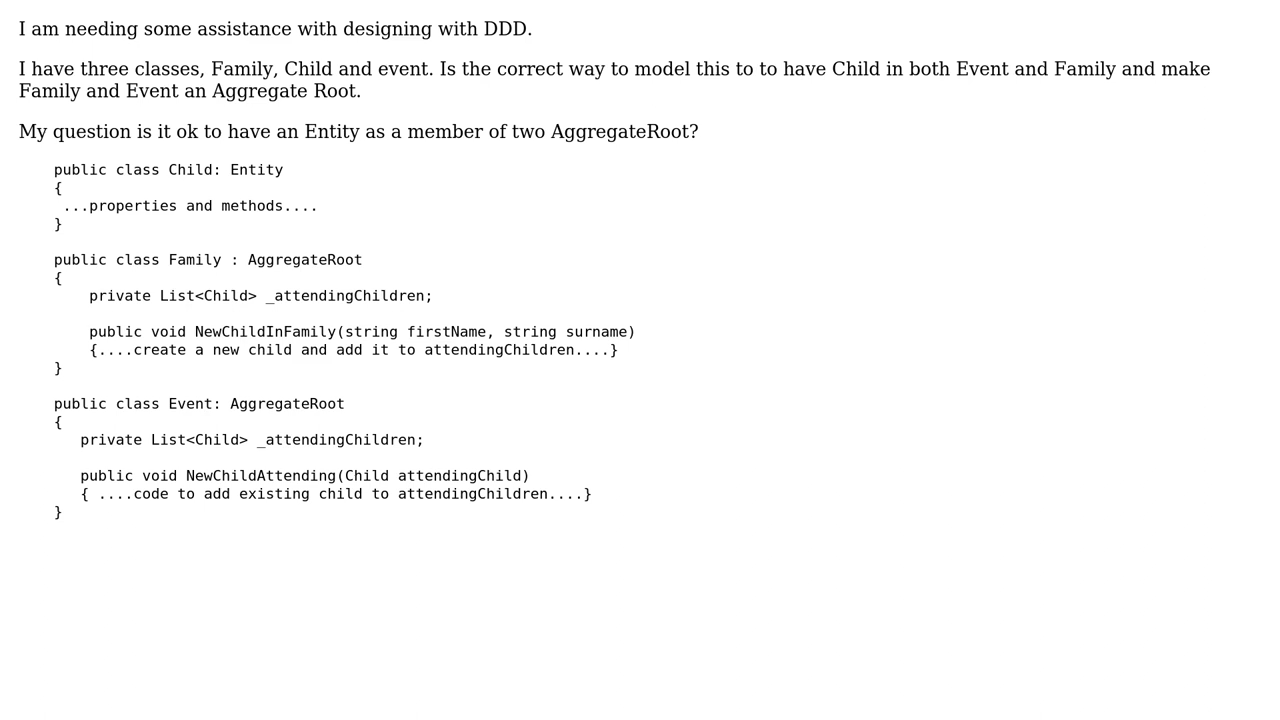 I am needing some assistance with designing with DDD.
I have three classes, Family, Child and event. Is the correct way to model this to to have Child in both Event and Family and make
Family and Event an Aggregate Root.
My question is it ok to have an Entity as a member of two AggregateRoot?
public class Child: Entity
{
 ...properties and methods....
}
public class Family : AggregateRoot
{
    private List<Child> _attendingChildren;
    public void NewChildInFamily(string firstName, string surname)
    {....create a new child and add it to attendingChildren....}
}
public class Event: AggregateRoot
{
   private List<Child> _attendingChildren;
   public void NewChildAttending(Child attendingChild)
   { ....code to add existing child to attendingChildren....}
}